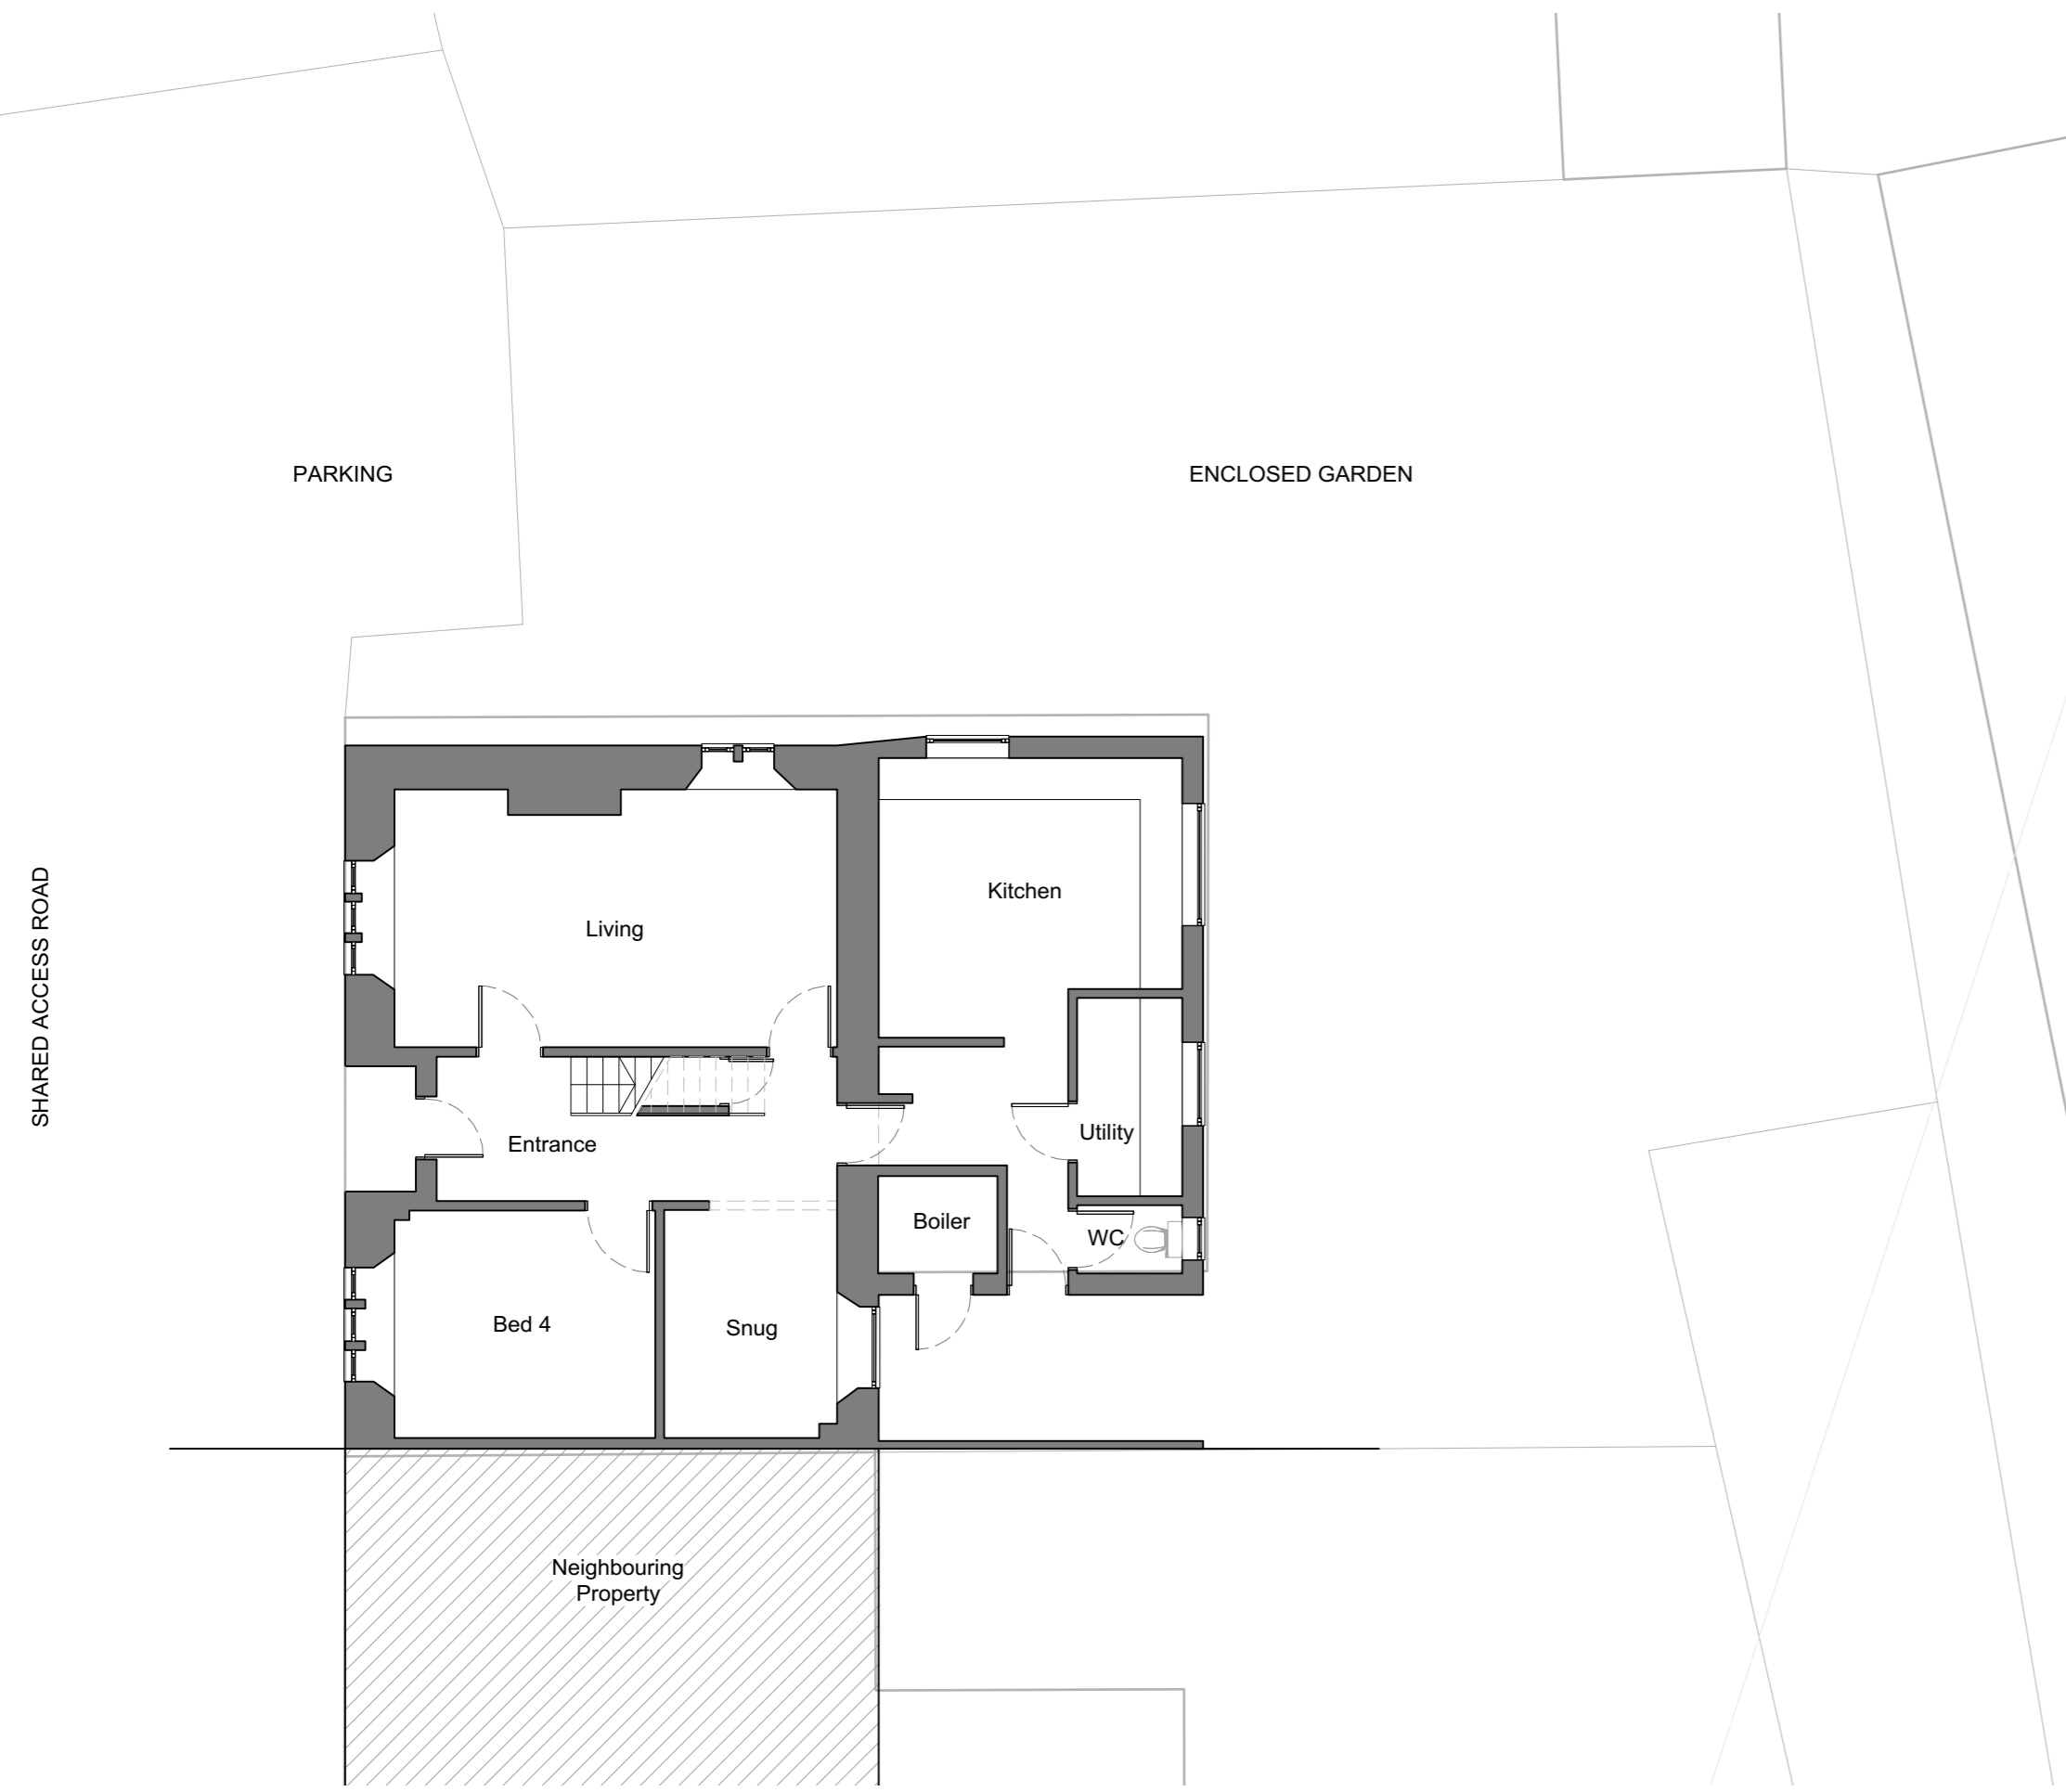 PARKING
ENCLOSED GARDEN
SHARED ACCESS ROAD
Kitchen
Living
Utility
Entrance
Boiler
WC
Bed 4
Snug
Neighbouring
Property